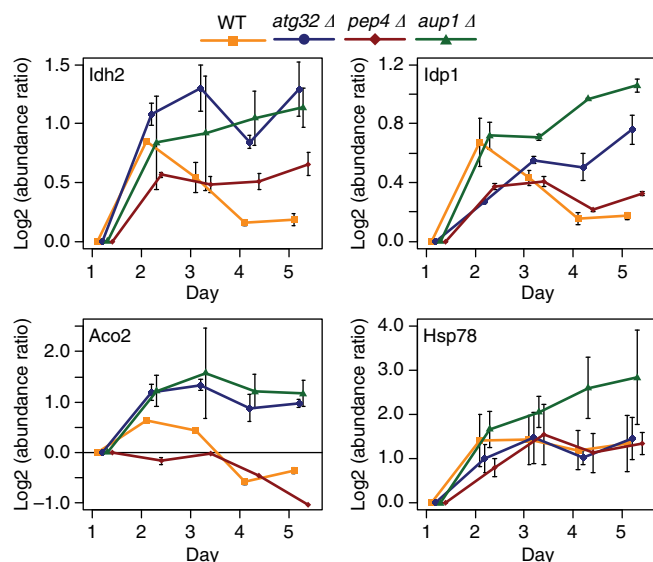 WT atg32 Δ pep4 Δ aup1 Δ
Idh2
Log2 (abundance ratio)
1.5
1.0
0.5
0.0
1 2 3 4 5
Day
Idp1
Log2 (abundance ratio)
1.2
0.8
0.4
0.0
1 2 3 4 5
Day
Aco2
Log2 (abundance ratio)
2.0
1.0
0.0
−1.0
1 2 3 4 5
Day
Hsp78
Log2 (abundance ratio)
4.0
3.0
2.0
1.0
0.0
1 2 3 4 5
Day